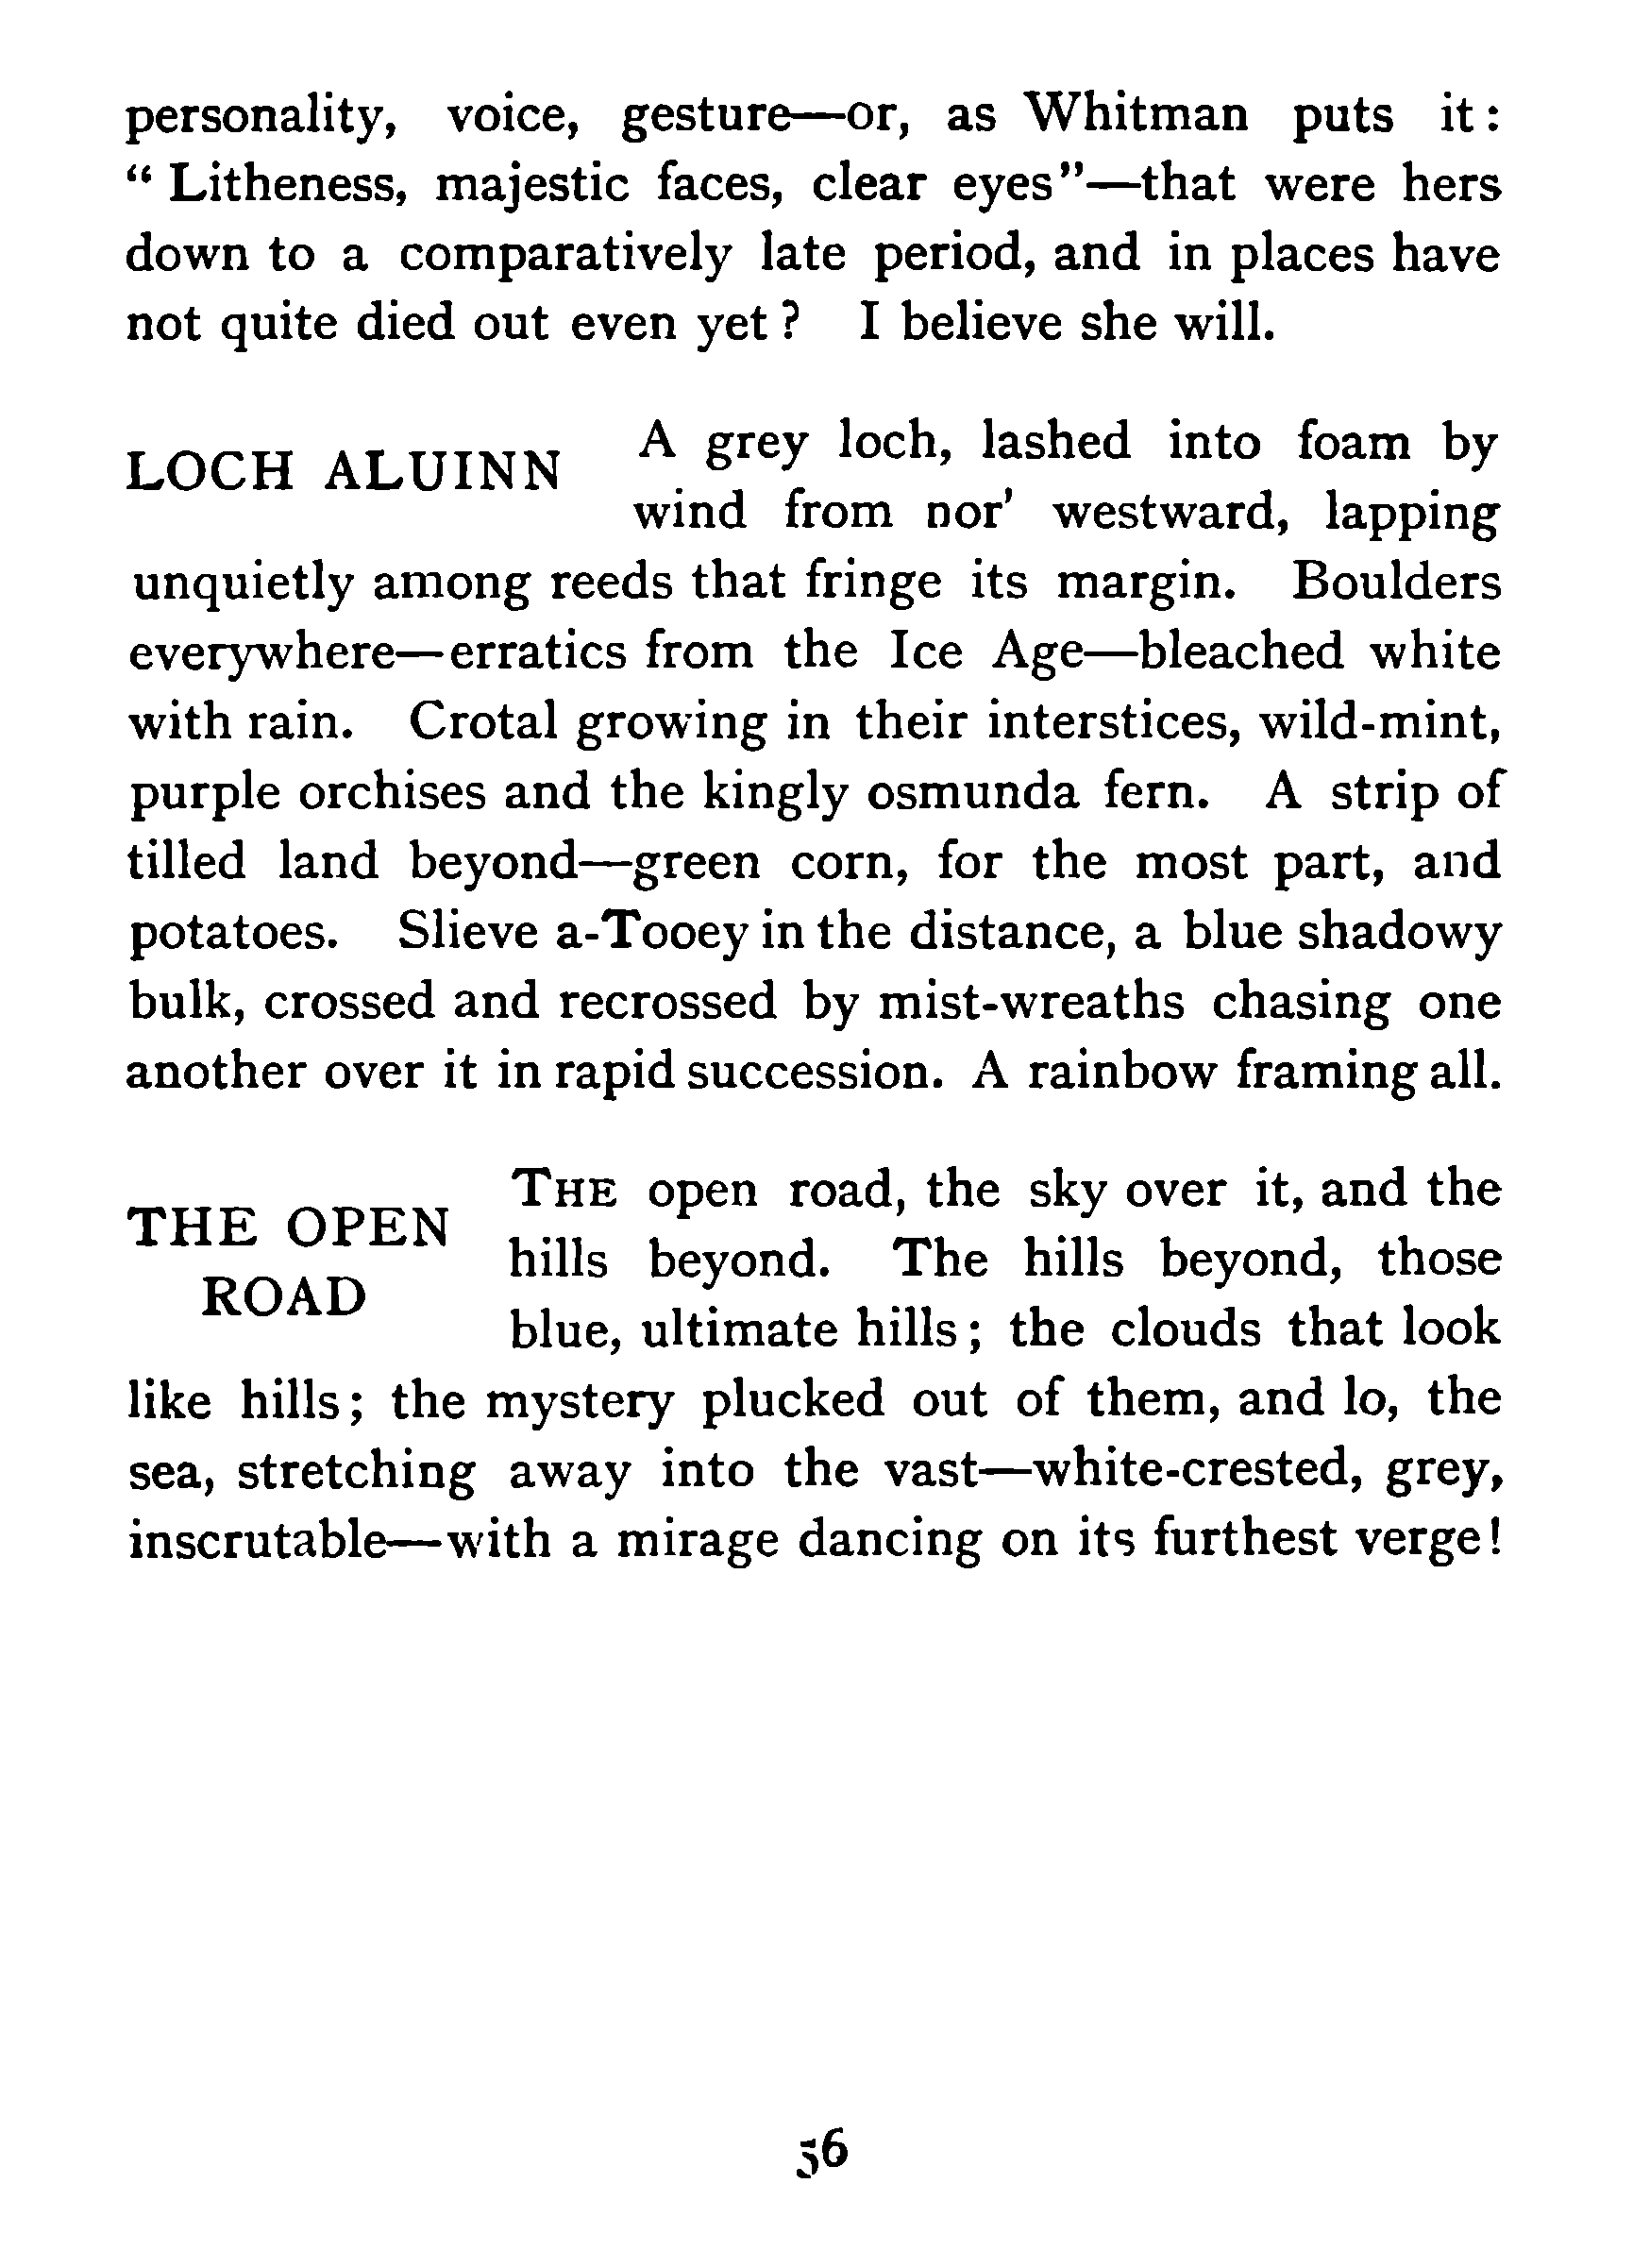 personality, voice, gesture—or, as Whitman puts it:
“ Litheness, majestic faces, clear eyes”—that were hers
down to a comparatively late period, and in places have
not quite died out even yet ? I believe she will.
LOCH ALUINN
A grey loch, lashed into foam by
wind from nor’ westward, lapping
unquietly among reeds that fringe its margin. Boulders
everywhere—erratics from the Ice Age—bleached white
with rain. Crotal growing in their interstices, wild-mint,
purple orchises and the kingly osmunda fern. A strip of
tilled land beyond—green corn, for the most part, and
potatoes. Slieve a-Tooey in the distance, a blue shadowy
bulk, crossed and recrossed by mist-wreaths chasing one
another over it in rapid succession. A rainbow framing all.
THE OPEN
ROAD
THE open road, the sky over it, and the
hills beyond. The hills beyond, those
blue, ultimate hills ; the clouds that look
like hills ; the mystery plucked out of them, and lo, the
sea, stretching away into the vast—white-crested, grey,
inscrutable—with a mirage dancing on its furthest verge !
56